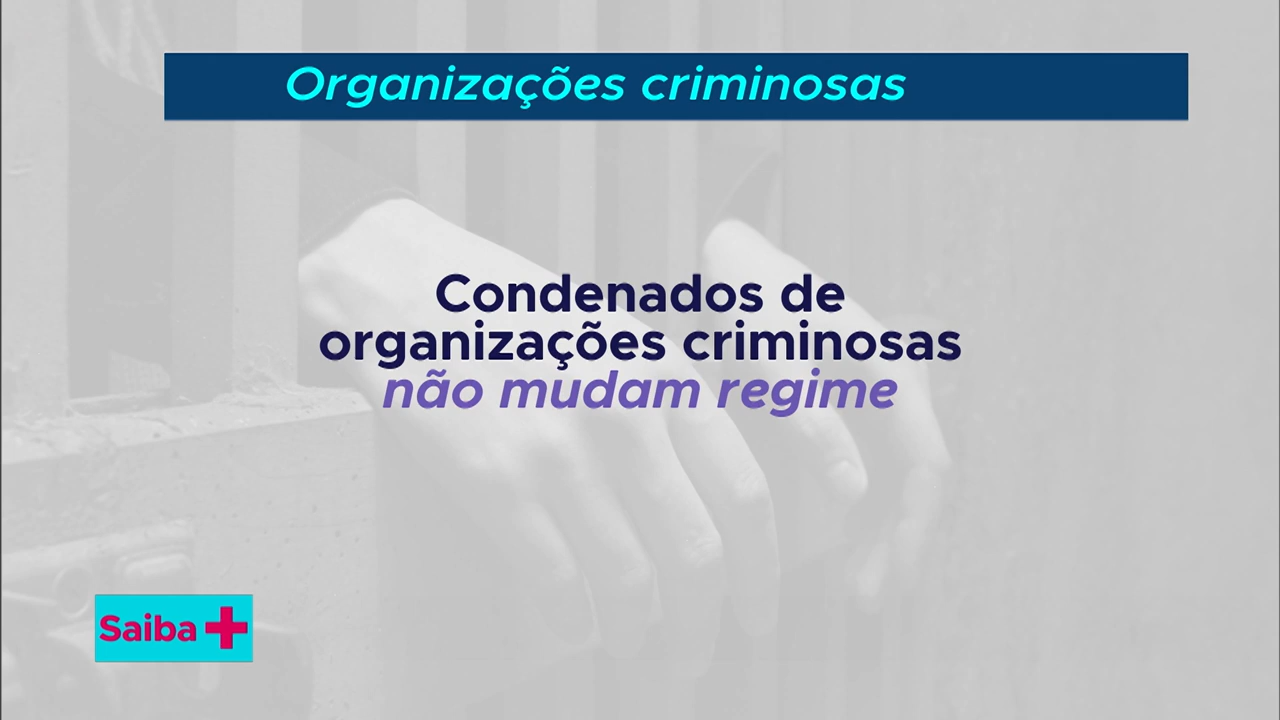 Organizações criminosas
Condenados de
organizações criminosas
não mudam regime
Saiba+